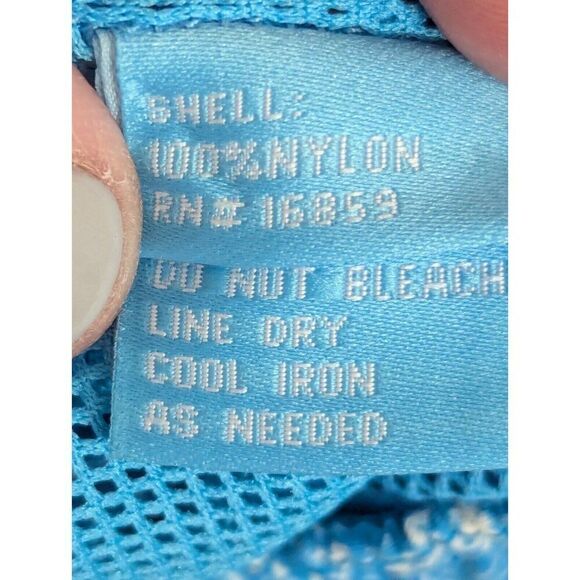 SHELL:
100% NYLON
RN# 16859
DO NOT BLEACH
LINE DRY
COOL IRON
AS NEEDED